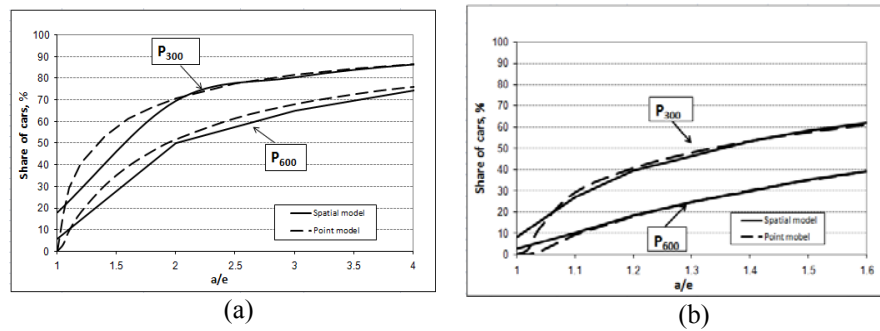 100
90
80
70
60
50
40
30
20
10
0
Share of cars, %
P300
P600
Spatial model
Point model
1 1.5 2 2.5 3 3.5 4
a/e
(a)
100
90
80
70
60
50
40
30
20
10
0
Share of cars, %
P300
P600
Spatial model
Point mobel
1 1.1 1.2 1.3 1.4 1.5 1.6
a/e
(b)